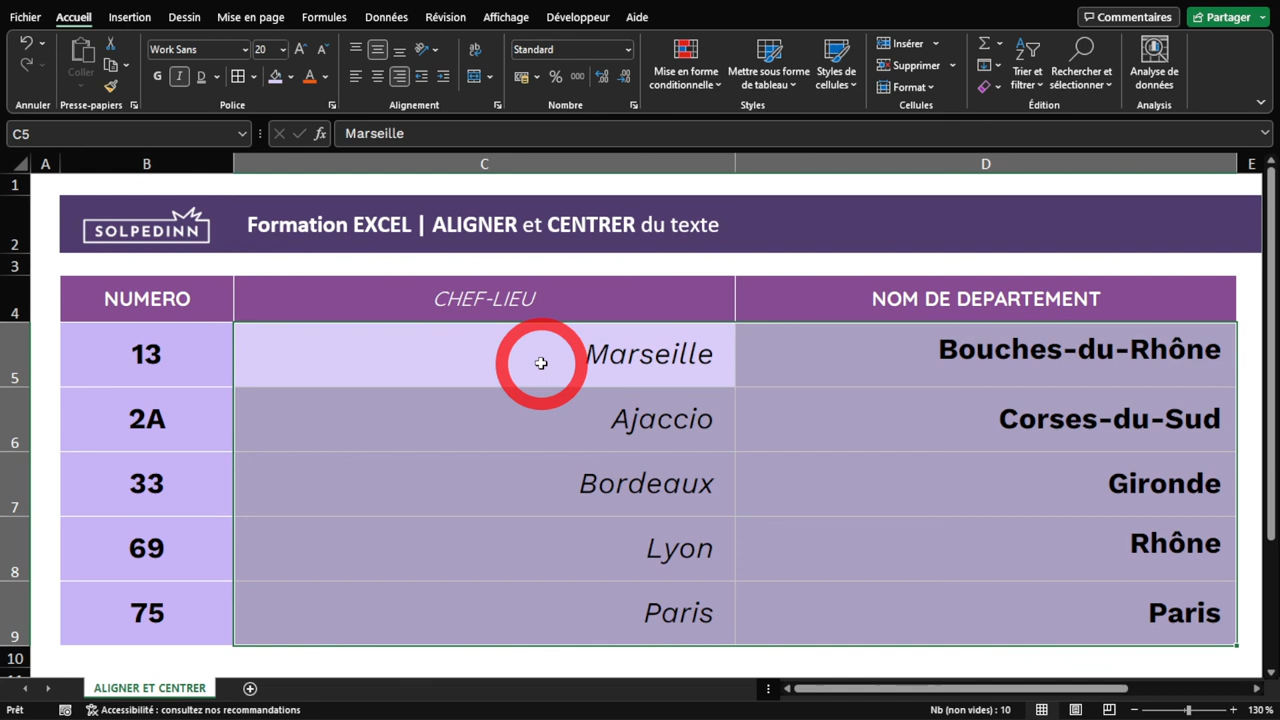 Fichier Accueil Insertion Dessin Mise en page Formules Données Révision Affichage Développeur Aide Commentaires Partager
Coller
Work Sans 20
G I D
Standard
% 000
Mise en forme conditionnelle
Mettre sous forme de tableau
Styles de cellules
Insérer
Supprimer
Format
Trier et filtrer
Rechercher et sélectionner
Analyse de données
Annuler Presse-papiers Police Alignement Nombre Styles Cellules Édition Analysis
C5 fx Marseille
A B C D E
1
2
3
4
5
6
7
8
9
10
SOLPEDINN
Formation EXCEL | ALIGNER et CENTRER du texte
NUMERO CHEF-LIEU NOM DE DEPARTEMENT
13 Marseille Bouches-du-Rhône
2A Ajaccio Corses-du-Sud
33 Bordeaux Gironde
69 Lyon Rhône
75 Paris Paris
ALIGNER ET CENTRER
Prêt Accessibilité : consultez nos recommandations Nb (non vides) : 10 130 %